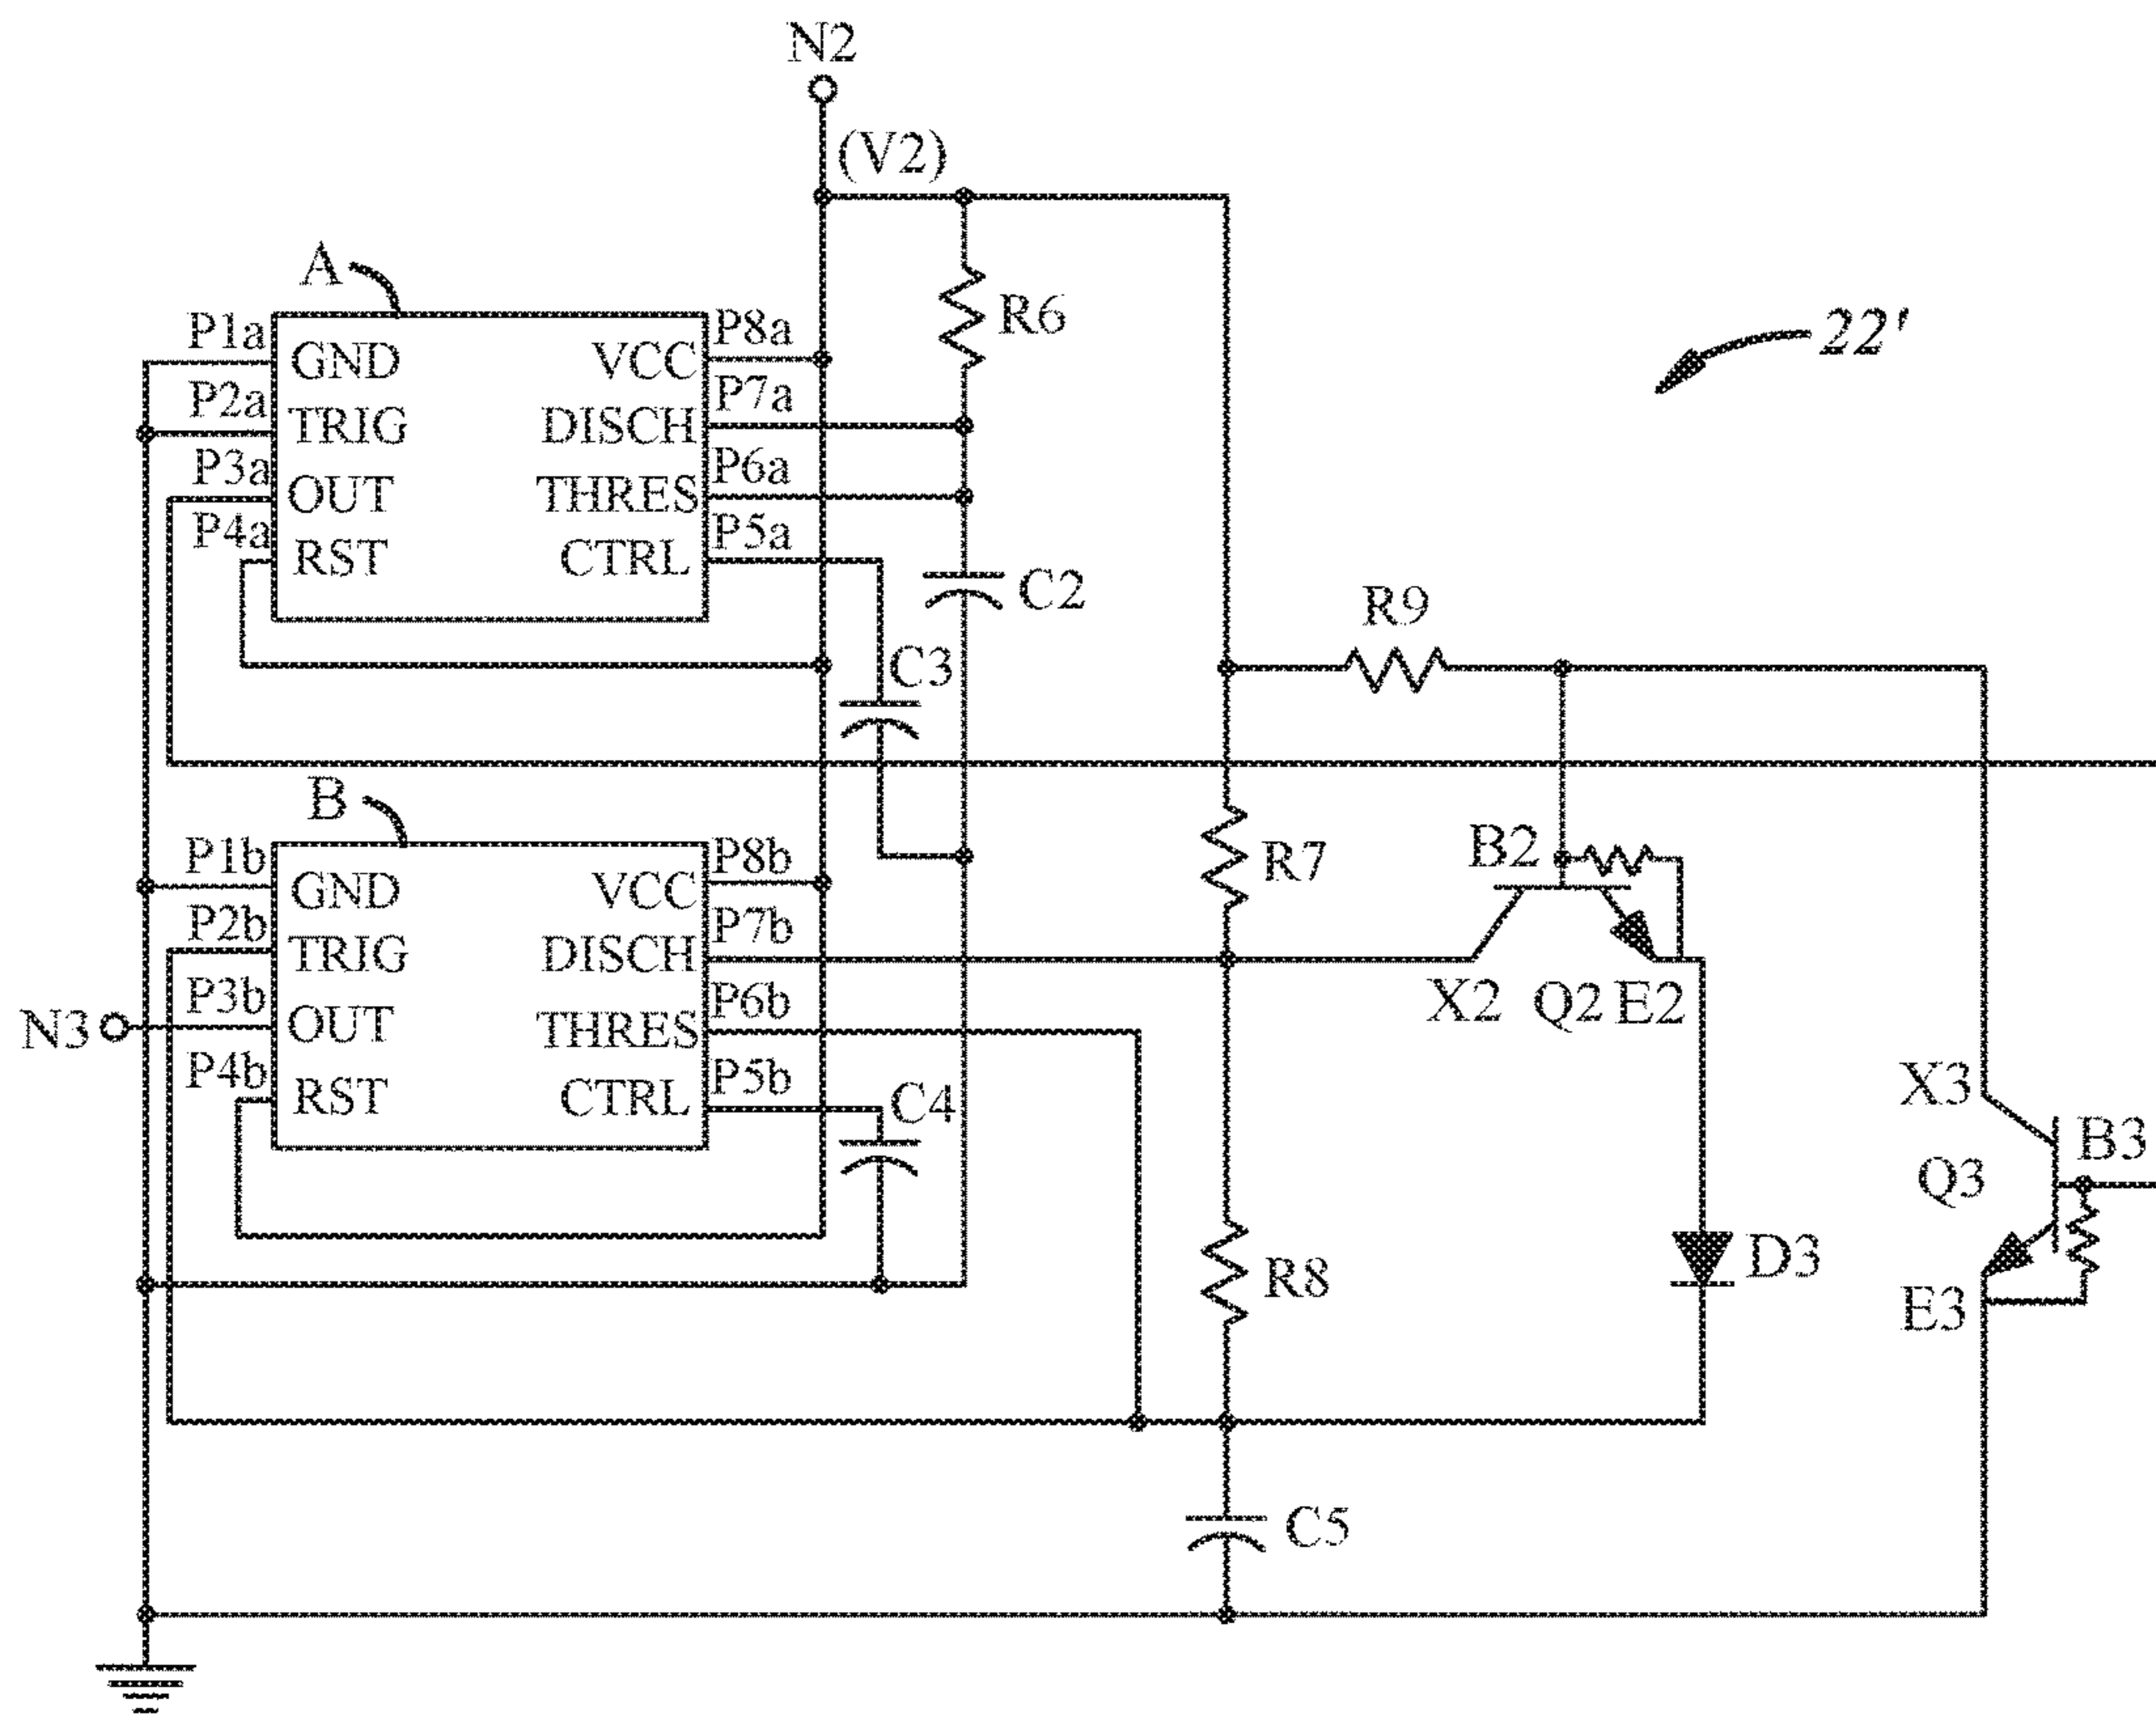 N2
(V2)
A
R6
22'
P1a
GND
VCC
P8a
P2a
TRIG
DISCH
P7a
P3a
OUT
THRES
P6a
P4a
RST
CTRL
P5a
C2
R9
C3
B
P1b
GND
VCC
P8b
R7
B2
P2b
TRIG
DISCH
P7b
X2
Q2
E2
N3
P3b
OUT
THRES
P6b
P4b
RST
CTRL
P5b
C4
X3
B3
Q3
R8
D3
E3
C5